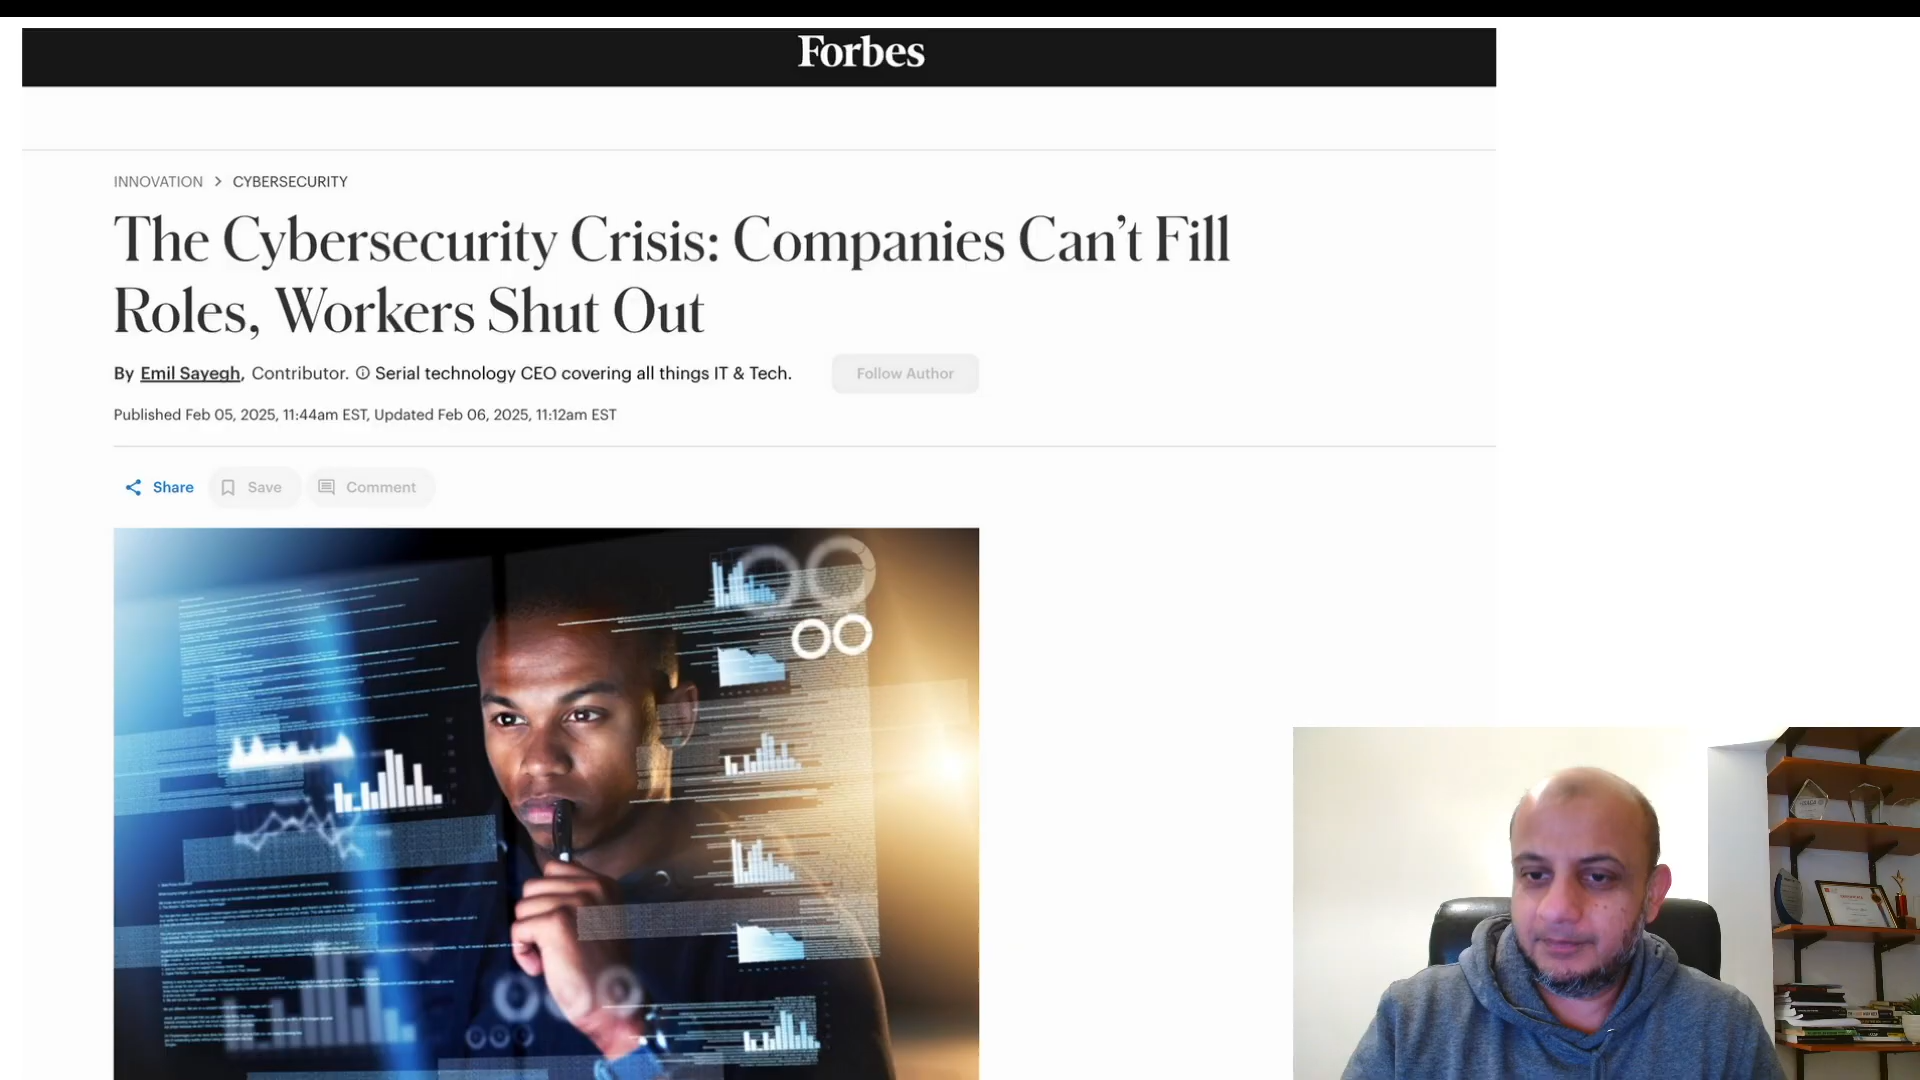 Forbes
INNOVATION > CYBERSECURITY
The Cybersecurity Crisis: Companies Can’t Fill
Roles, Workers Shut Out
By Emil Sayegh, Contributor. Serial technology CEO covering all things IT & Tech.
Follow Author
Published Feb 05, 2025, 11:44am EST, Updated Feb 06, 2025, 11:12am EST
Share
Save
Comment